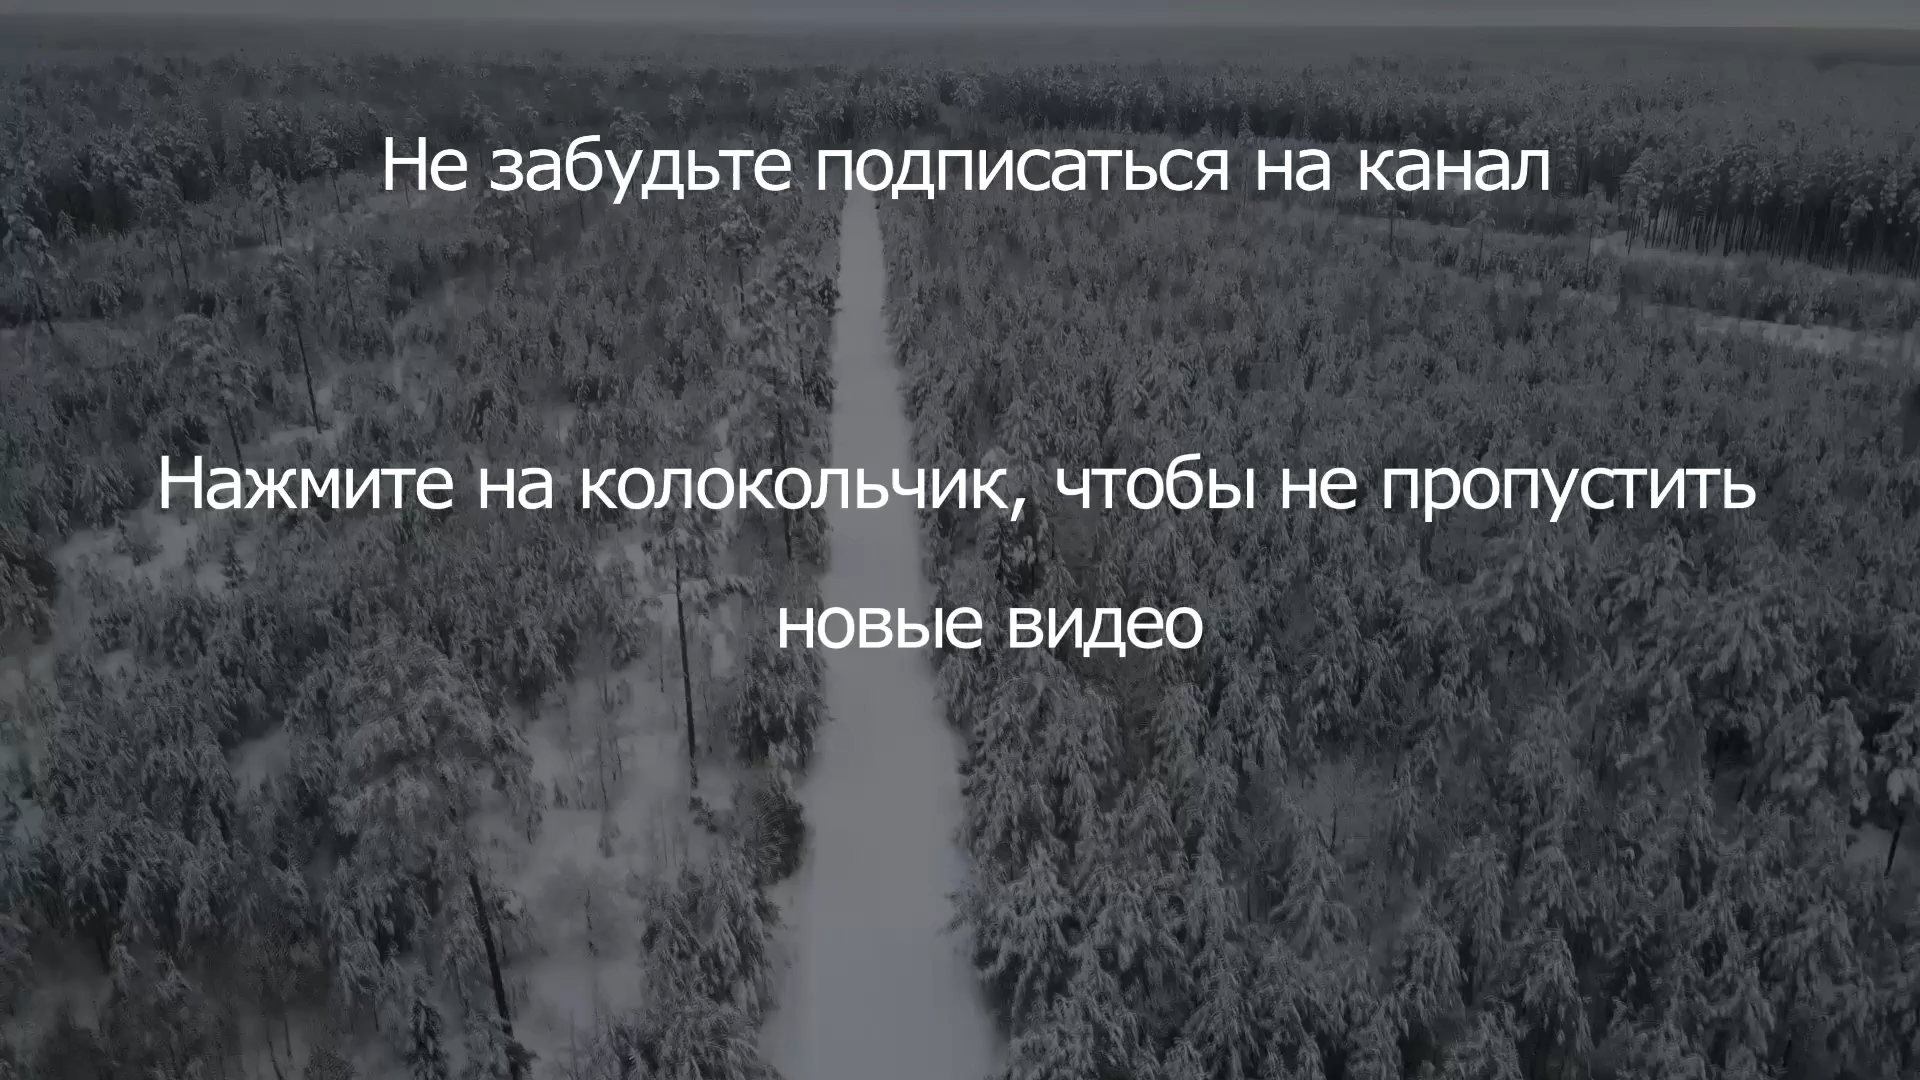 Не забудьте подписаться на канал
Нажмите на колокольчик, чтобы не пропустить
новые видео